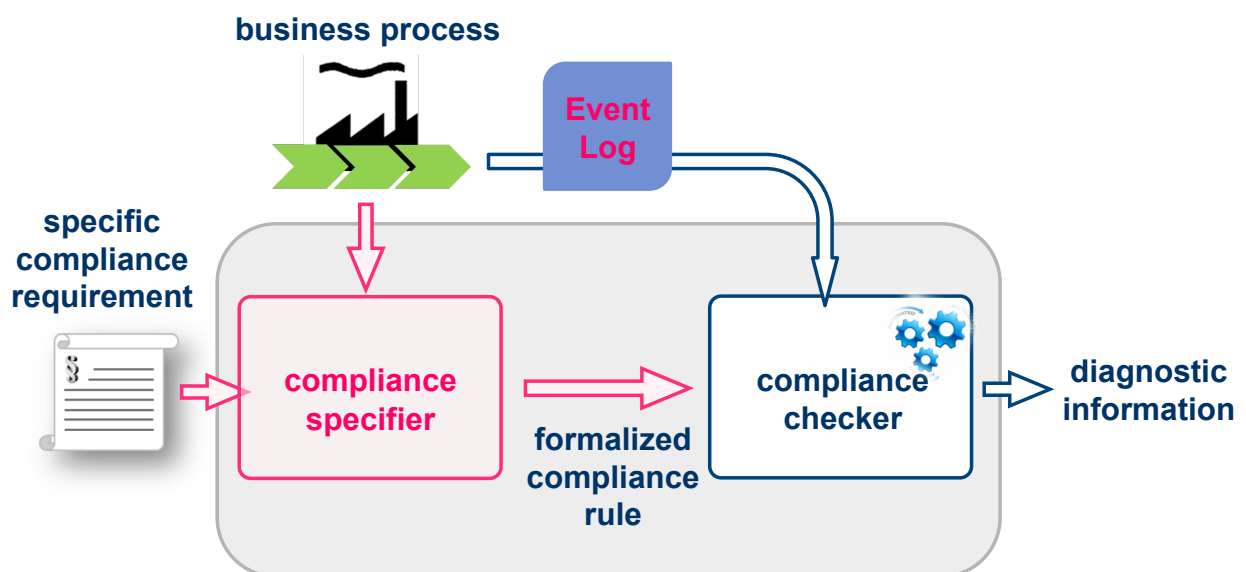 business process
Event
Log
specific
compliance
requirement
§
compliance
specifier
formalized
compliance
rule
compliance
checker
diagnostic
information